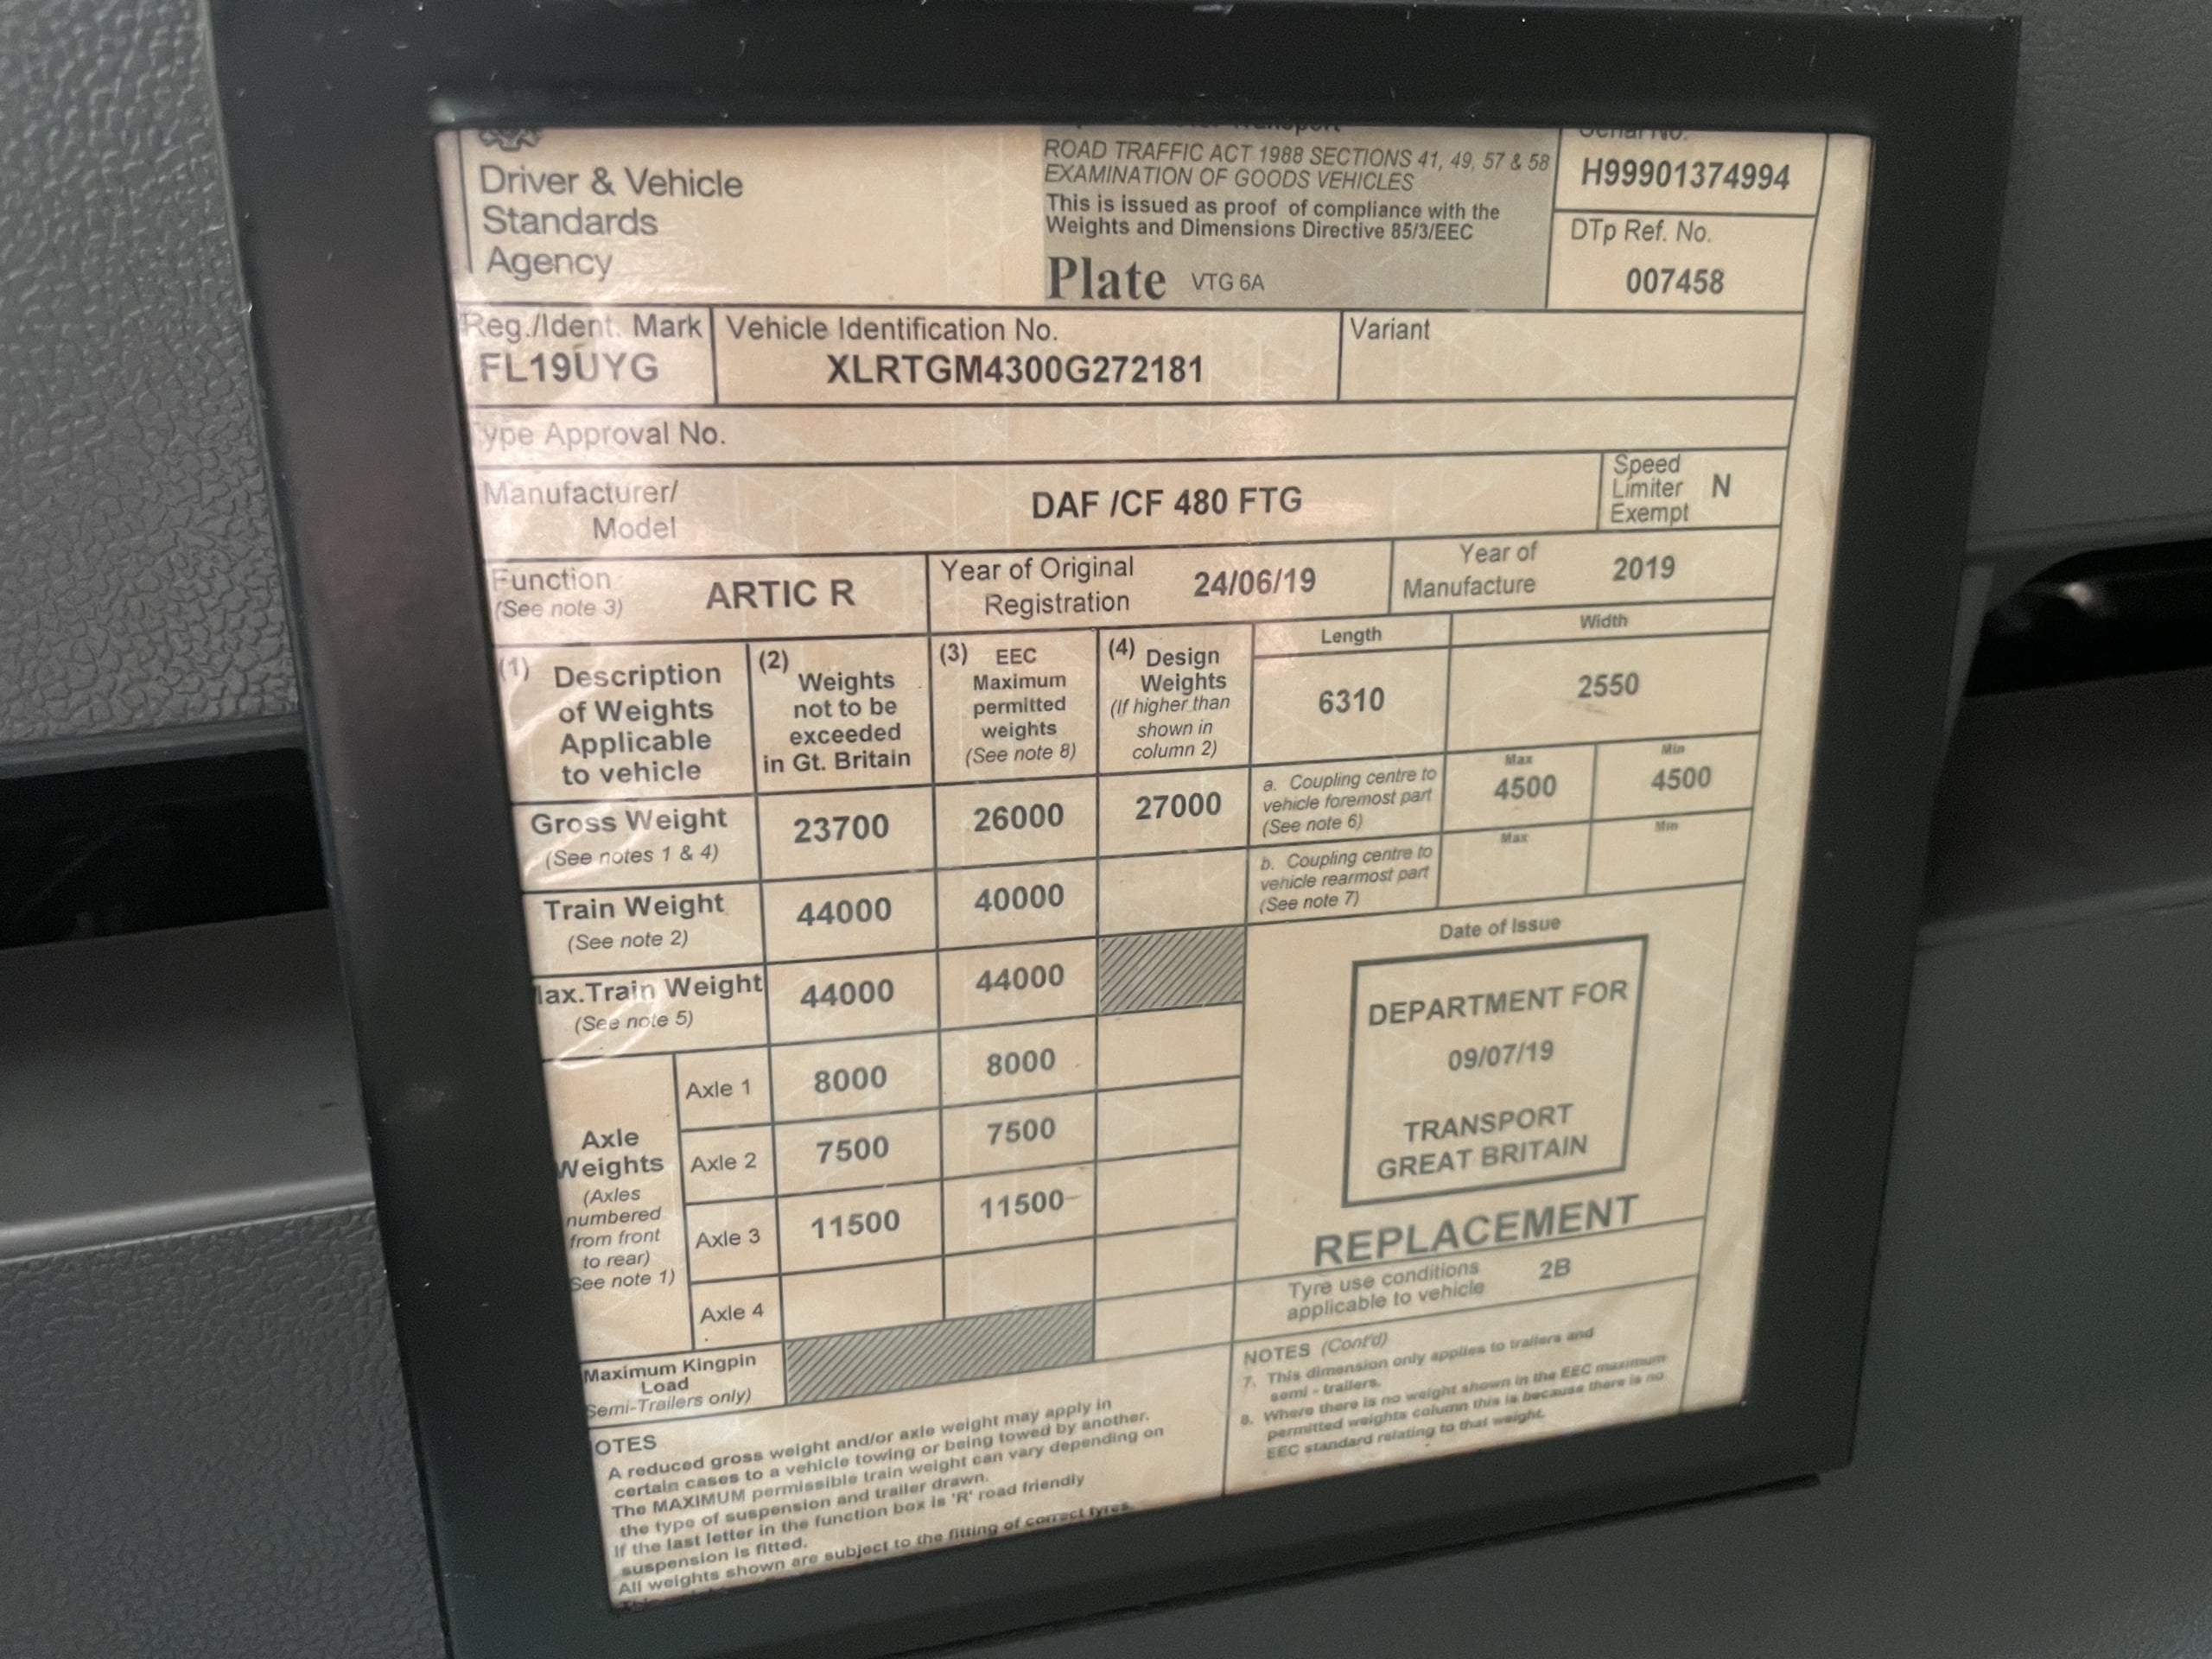 Driver & Vehicle
Standards
Agency
ROAD TRAFFIC ACT 1988 SECTIONS 41, 49, 57 & 58
EXAMINATION OF GOODS VEHICLES
This is issued as proof of compliance with the
Weights and Dimensions Directive 85/3/EEC
Plate VTG 6A
Serial No.
H99901374994
DTp Ref. No.
007458
Reg./Ident. Mark
FL19UYG
Vehicle Identification No.
XLRTGM4300G272181
Variant
Type Approval No.
Manufacturer/
Model
DAF /CF 480 FTG
Speed
Limiter
Exempt
N
Function
(See note 3)
ARTIC R
Year of Original
Registration
24/06/19
Year of
Manufacture
2019
(1) Description
of Weights
Applicable
to vehicle
(2) Weights
not to be
exceeded
in Gt. Britain
(3) EEC
Maximum
permitted
weights
(See note 8)
(4) Design
Weights
(If higher than
shown in
column 2)
Length
6310
Width
2550
Gross Weight
(See notes 1 & 4)
23700
26000
27000
a. Coupling centre to
vehicle foremost part
(See note 6)
Max
4500
Min
4500
Train Weight
(See note 2)
44000
40000
b. Coupling centre to
vehicle rearmost part
(See note 7)
Max
Min
ax.Train Weight
(See note 5)
44000
44000
Axle
Weights
(Axles
numbered
from front
to rear)
See note 1)
Axle 1
8000
8000
Axle 2
7500
7500
Axle 3
11500
11500
Axle 4
Maximum Kingpin
Load
Semi-Trailers only)
Date of Issue
DEPARTMENT FOR
09/07/19
TRANSPORT
GREAT BRITAIN
REPLACEMENT
Tyre use conditions
applicable to vehicle
2B
OTES
A reduced gross weight and/or axle weight may apply in
certain cases to a vehicle towing or being towed by another.
The MAXIMUM permissible train weight can vary depending on
the type of suspension and trailer drawn.
If the last letter in the function box is 'R' road friendly
suspension is fitted.
All weights shown are subject to the fitting of correct tyres.
NOTES (Cont'd)
7. This dimension only applies to trailers and
semi - trailers.
8. Where there is no weight shown in the EEC maximum
permitted weights column this is because there is no
EEC standard relating to that weight.